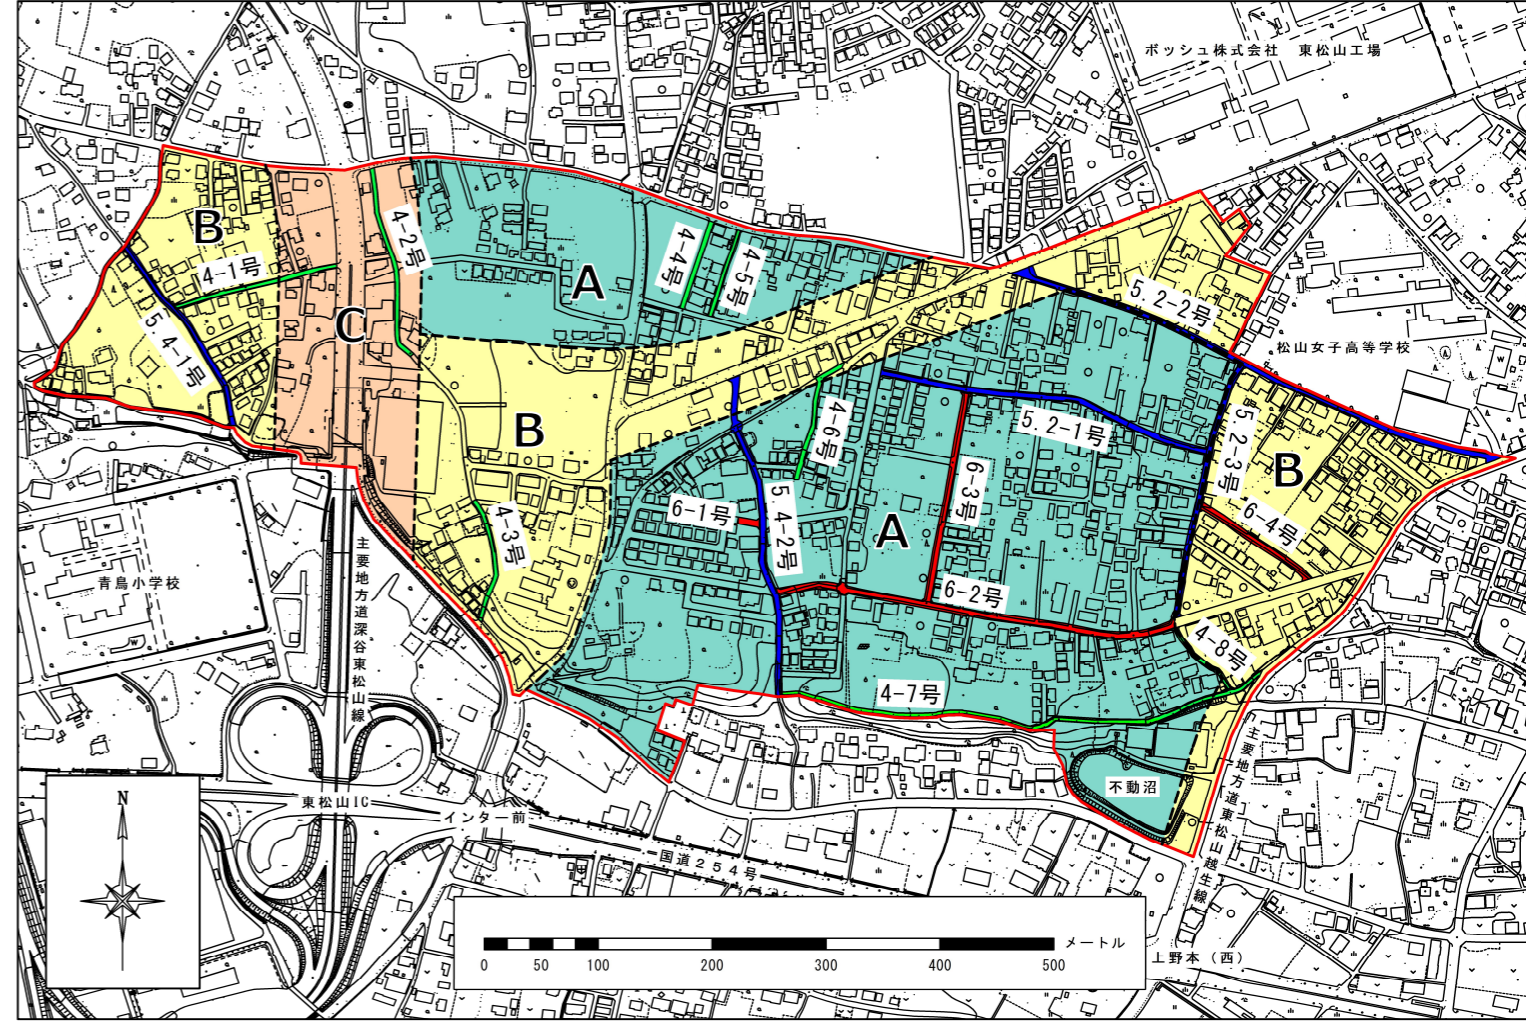 ボッシュ株式会社 東松山工場
B
4-1号
4-2号
5.4-1号
C
A
4-4号
4-5号
5.2-2号
松山女子高等学校
W
B
4-6号
5.2-1号
5.2-3号
B
6-4号
6-3号
A
5.4-2号
6-1号
6-2号
4-3号
4-8号
4-7号
W
青鳥小学校
W
主要地方道深谷東松山線
不動沼
主要地方道東松山越生線
東松山IC
インター前
国道254号
N
メートル
0 50 100 200 300 400 500
上野本（西）